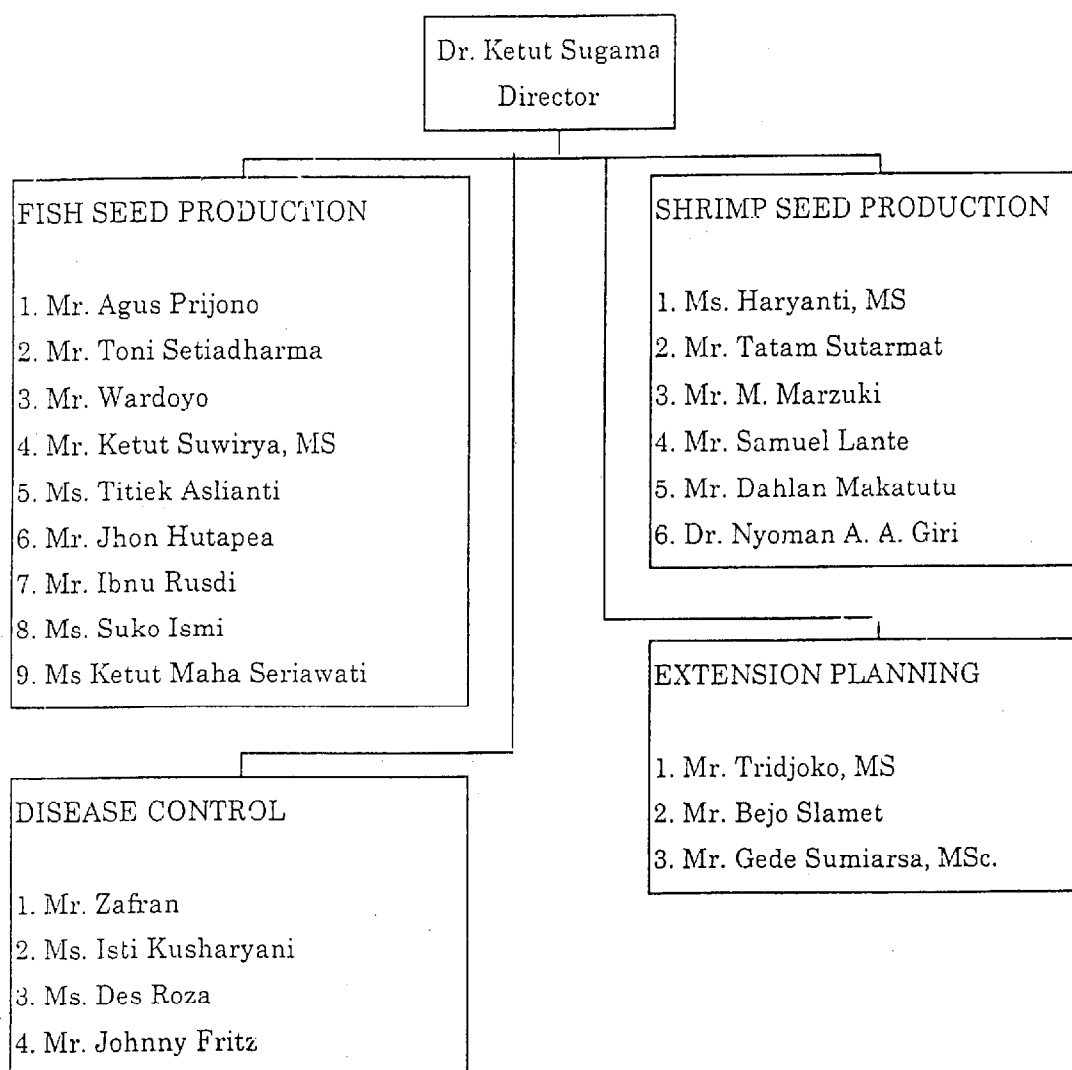 Dr. Ketut Sugama
Director
FISH SEED PRODUCTION
1. Mr. Agus Prijono
2. Mr. Toni Setiadharma
3. Mr. Wardoyo
4. Mr. Ketut Suwirya, MS
5. Ms. Titiek Aslianti
6. Mr. Jhon Hutapea
7. Mr. Ibnu Rusdi
8. Ms. Suko Ismi
9. Ms Ketut Maha Seriawati
SHRIMP SEED PRODUCTION
1. Ms. Haryanti, MS
2. Mr. Tatam Sutarmat
3. Mr. M. Marzuki
4. Mr. Samuel Lante
5. Mr. Dahlan Makatutu
6. Dr. Nyoman A. A. Giri
EXTENSION PLANNING
1. Mr. Tridjoko, MS
2. Mr. Bejo Slamet
3. Mr. Gede Sumiarsa, MSc.
DISEASE CONTROL
1. Mr. Zafran
2. Ms. Isti Kusharyani
3. Ms. Des Roza
4. Mr. Johnny Fritz